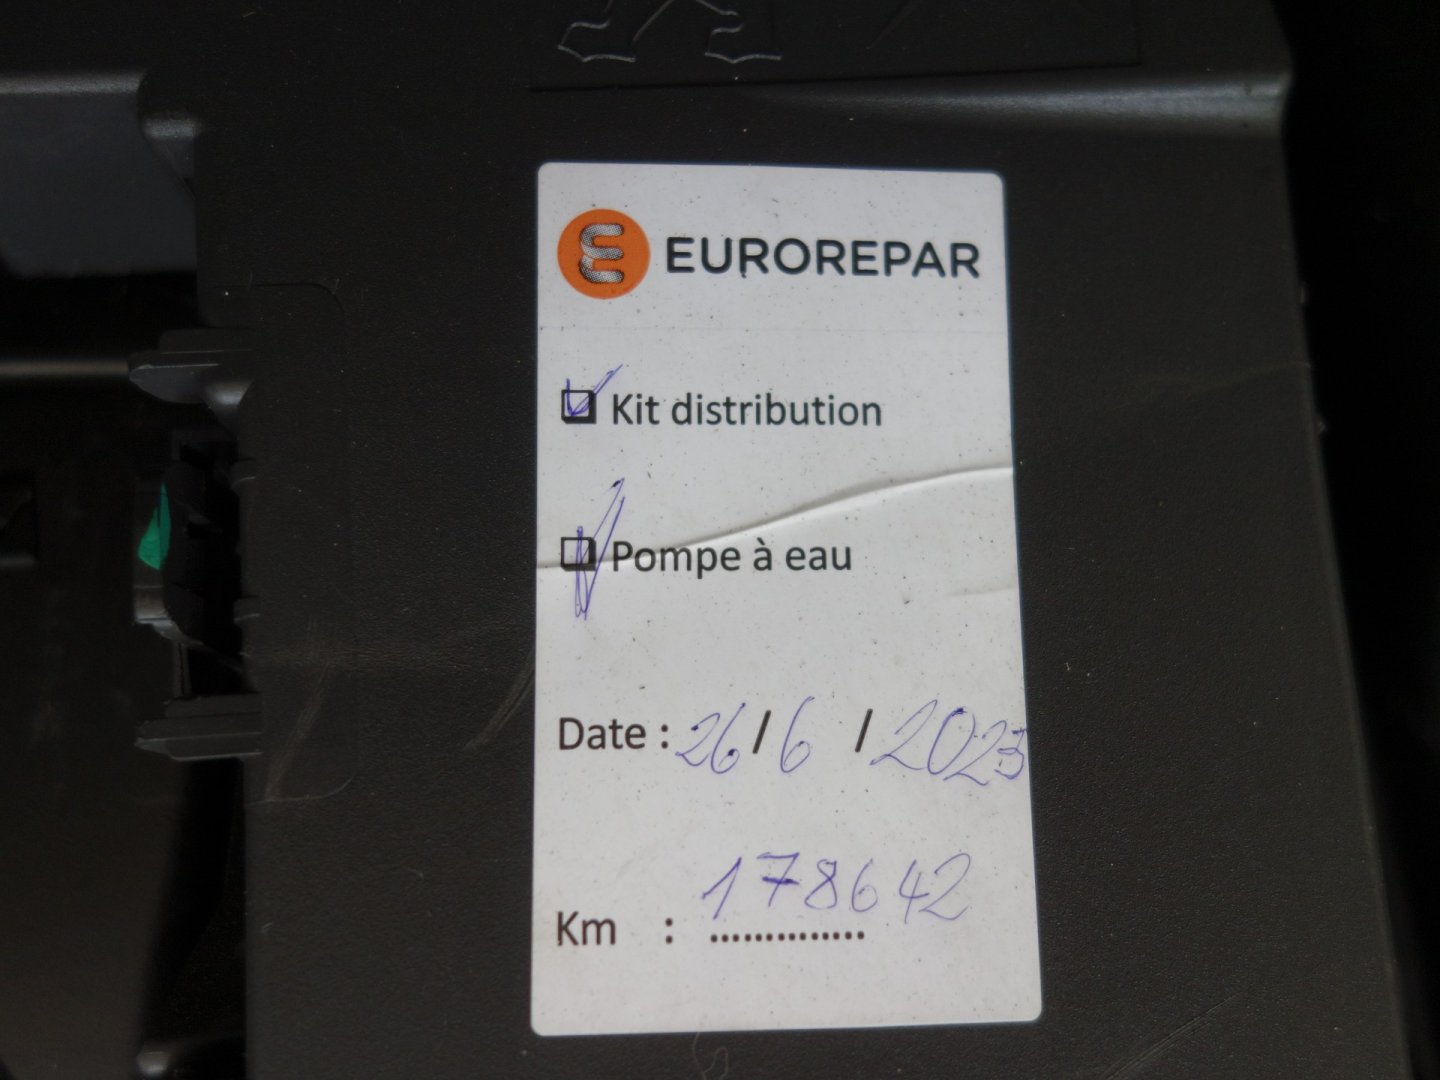 EUROREPAR
Kit distribution
Pompe à eau
Date : 26/6/2023
178642
Km : ..............